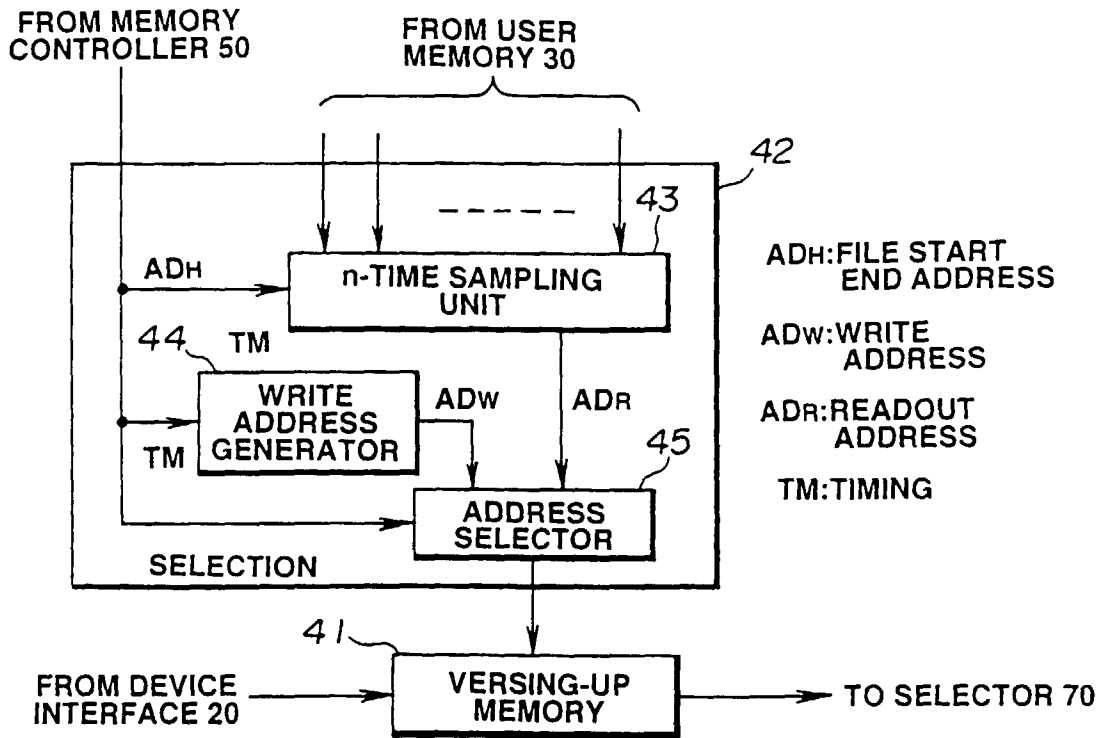 FROM MEMORY
CONTROLLER 50
FROM USER
MEMORY 30
42
43
ADH
n-TIME SAMPLING
UNIT
ADH:FILE START
END ADDRESS
44
TM
WRITE
ADDRESS
GENERATOR
TM
ADW
ADR
ADW:WRITE
ADDRESS
ADR:READOUT
ADDRESS
45
ADDRESS
SELECTOR
TM:TIMING
SELECTION
41
FROM DEVICE
INTERFACE 20
VERSING-UP
MEMORY
TO SELECTOR 70